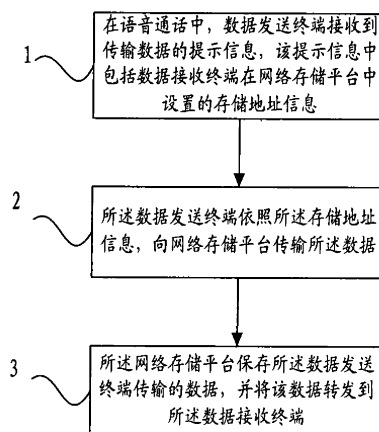 1
在语音通话中，数据发送终端接收到
传输数据的提示信息，该提示信息中
包括数据接收终端在网络存储平台中
设置的存储地址信息
2
所述数据发送终端依照所述存储地址
信息，向网络存储平台传输所述数据
3
所述网络存储平台保存所述数据发送
终端传输的数据，并将该数据转发到
所述数据接收终端